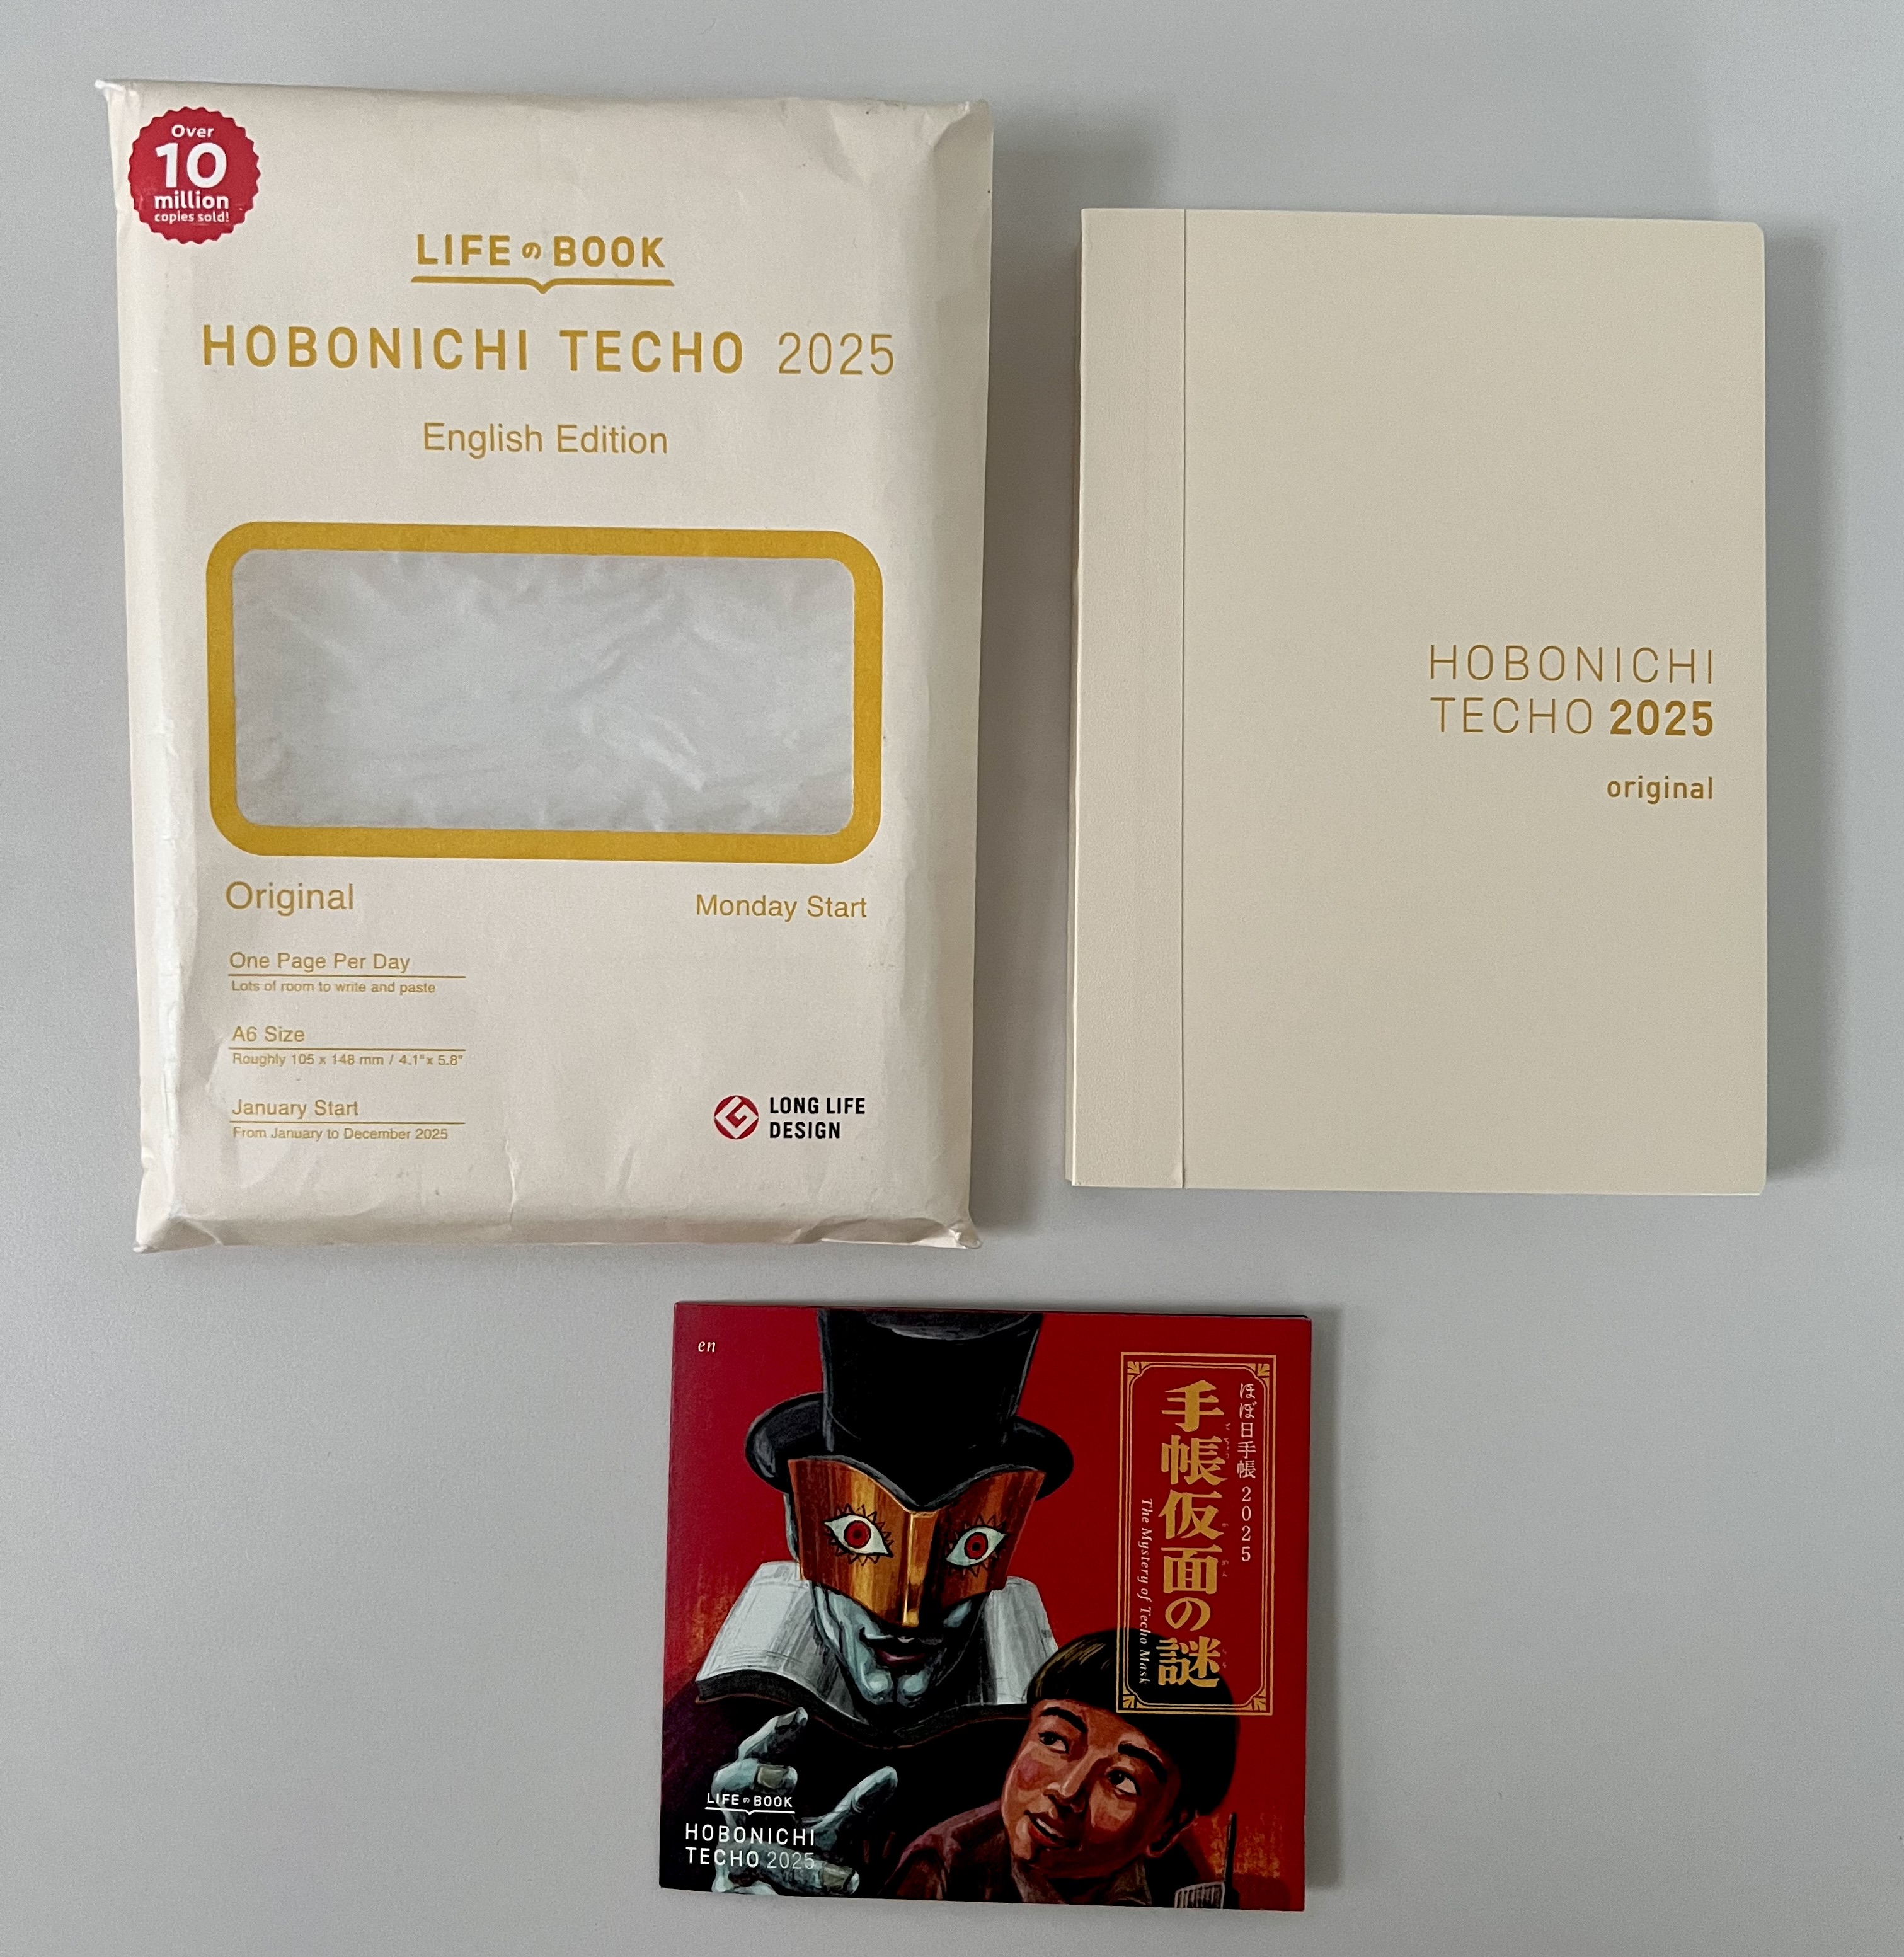 Over
10
million
copies sold!
LIFEのBOOK
HOBONICHI TECHO 2025
English Edition
Original
Monday Start
One Page Per Day
Lots of room to write and paste
A6 Size
Roughly 105 x 148 mm / 4.1" x 5.8"
January Start
From January to December 2025
LONG LIFE
DESIGN
HOBONICHI
TECHO 2025
original
en
ほぼ日手帳 2025
手帳仮面の謎
The Mystery of Techo Mask
LIFEのBOOK
HOBONICHI
TECHO 2025